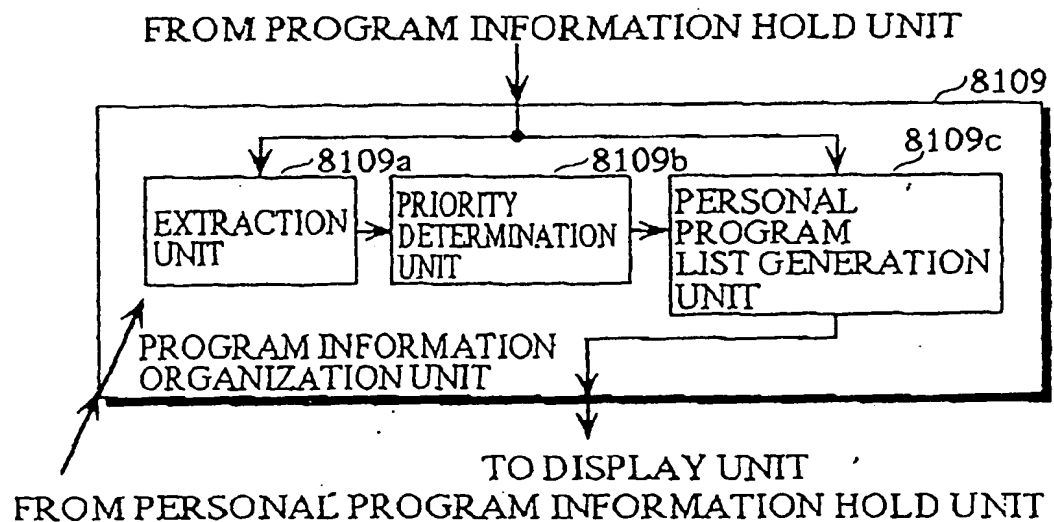 FROM PROGRAM INFORMATION HOLD UNIT
8109
8109a
8109b
8109c
EXTRACTION
UNIT
PRIORITY
DETERMINATION
UNIT
PERSONAL
PROGRAM
LIST GENERATION
UNIT
PROGRAM INFORMATION
ORGANIZATION UNIT
TO DISPLAY UNIT
FROM PERSONAL PROGRAM INFORMATION HOLD UNIT